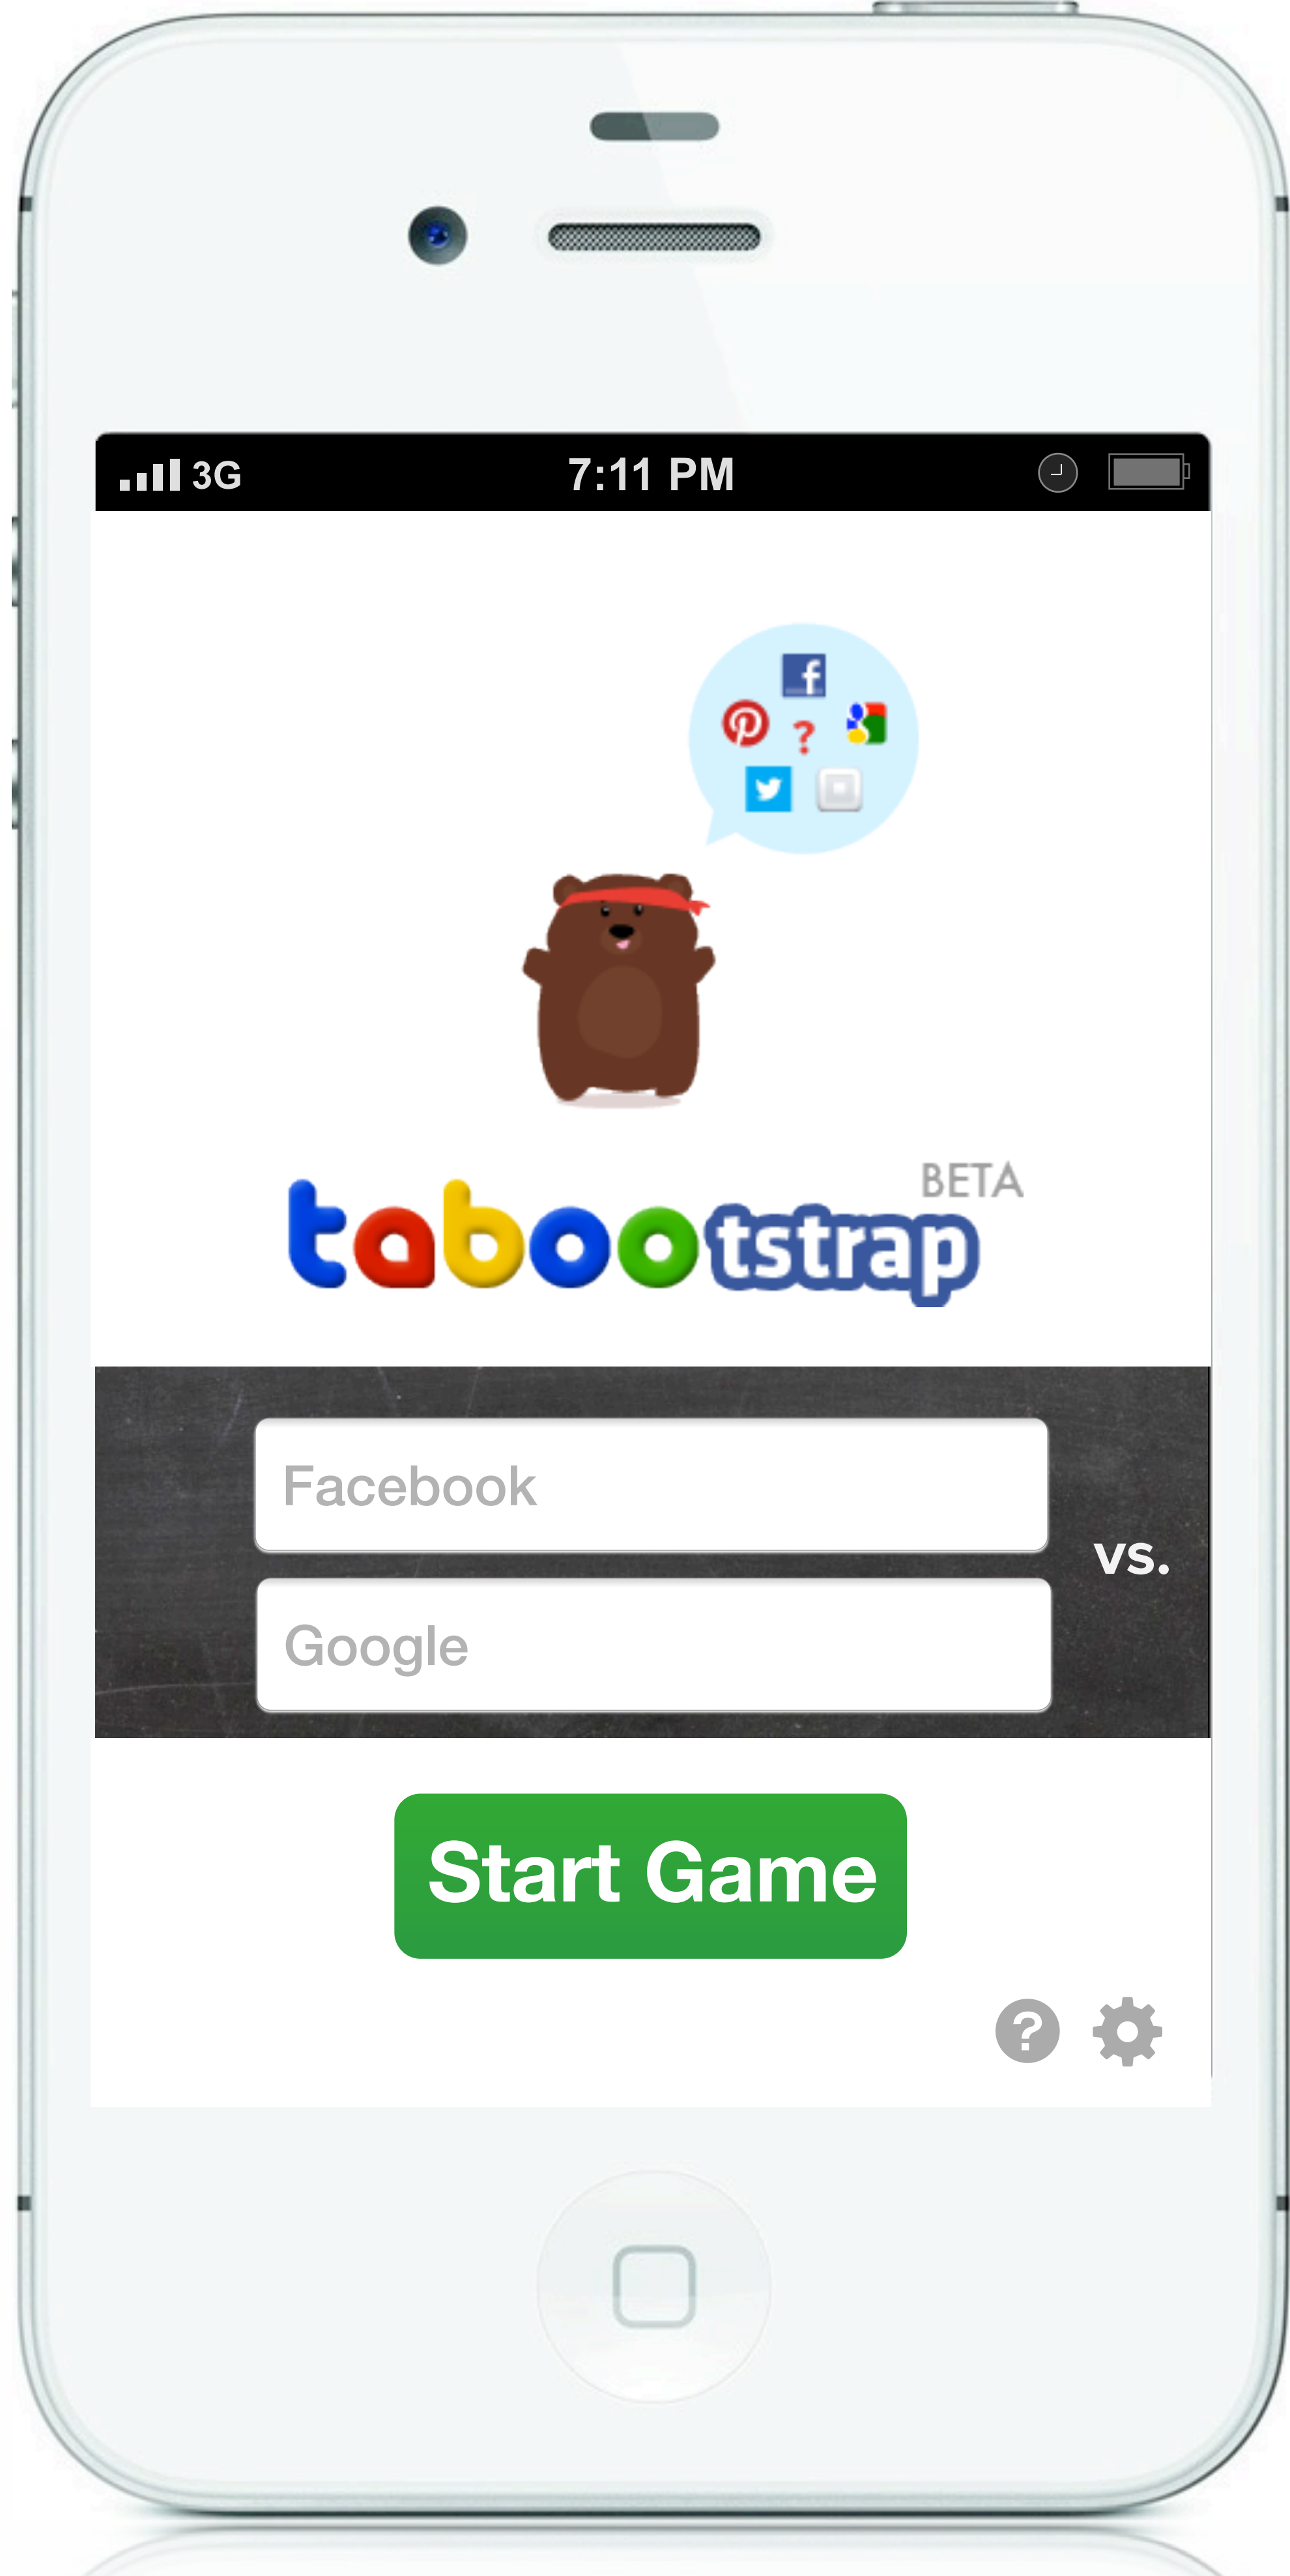 3G 7:11 PM
f
?
tabootstrap BETA
Facebook
vs.
Google
Start Game
?